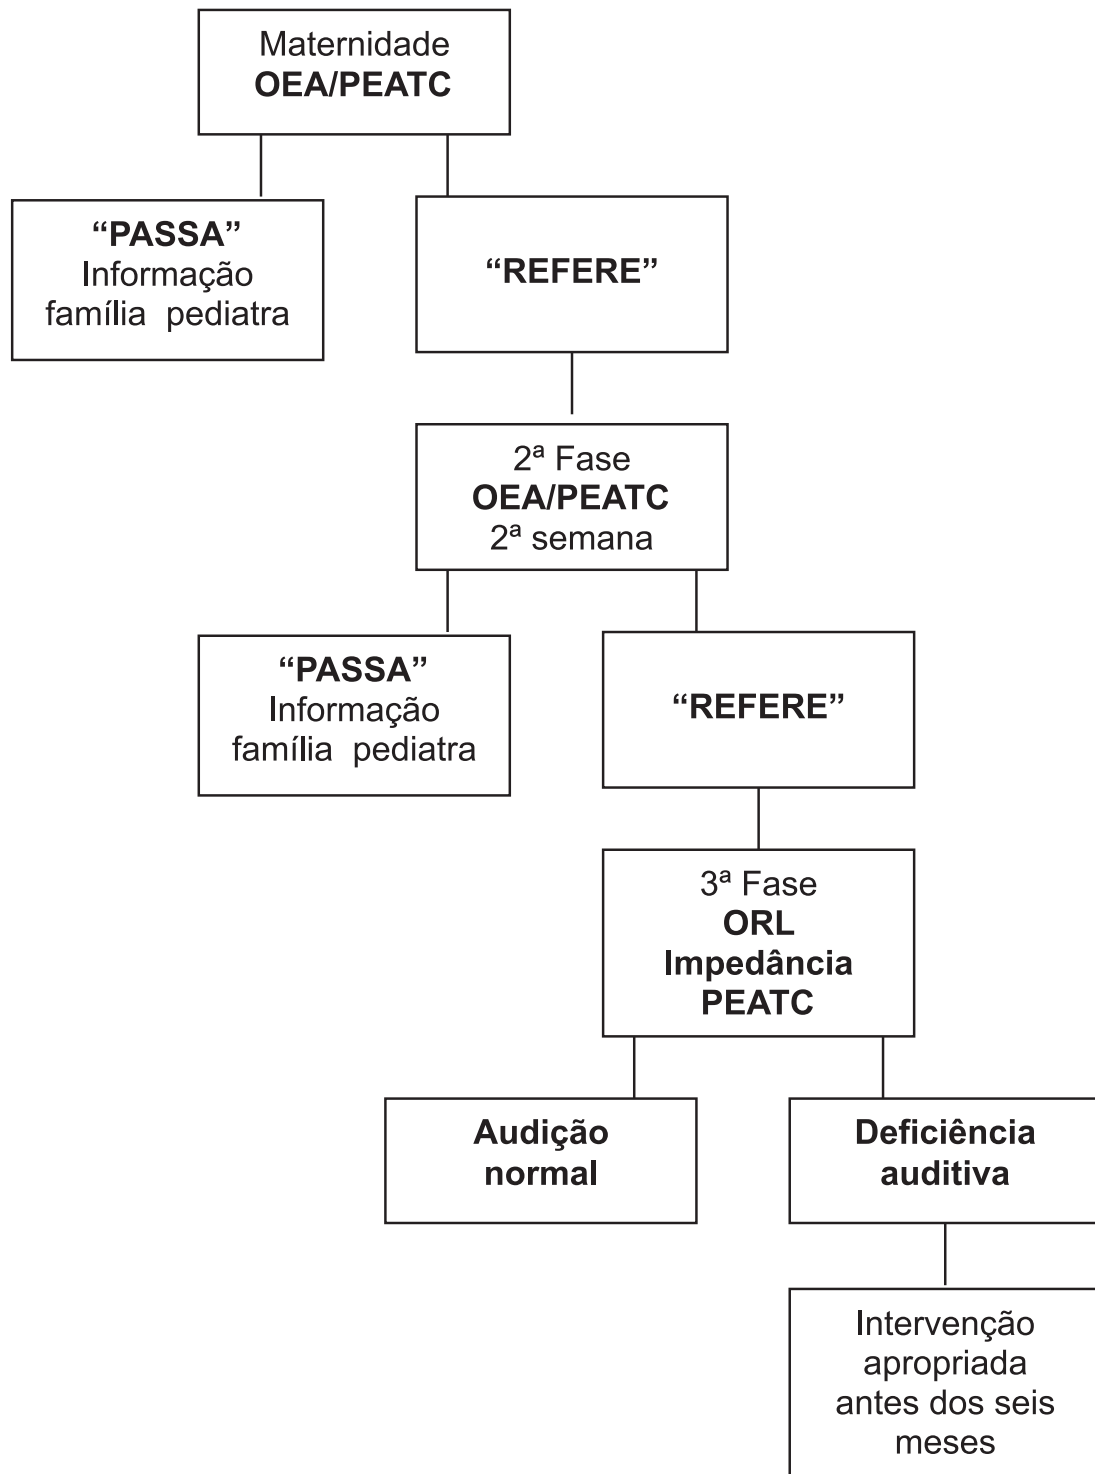 Maternidade
OEA/PEATC
“PASSA”
Informação
família pediatra
“REFERE”
2ª Fase
OEA/PEATC
2ª semana
“PASSA”
Informação
família pediatra
“REFERE”
3ª Fase
ORL
Impedância
PEATC
Audição
normal
Deficiência
auditiva
Intervenção
apropriada
antes dos seis
meses